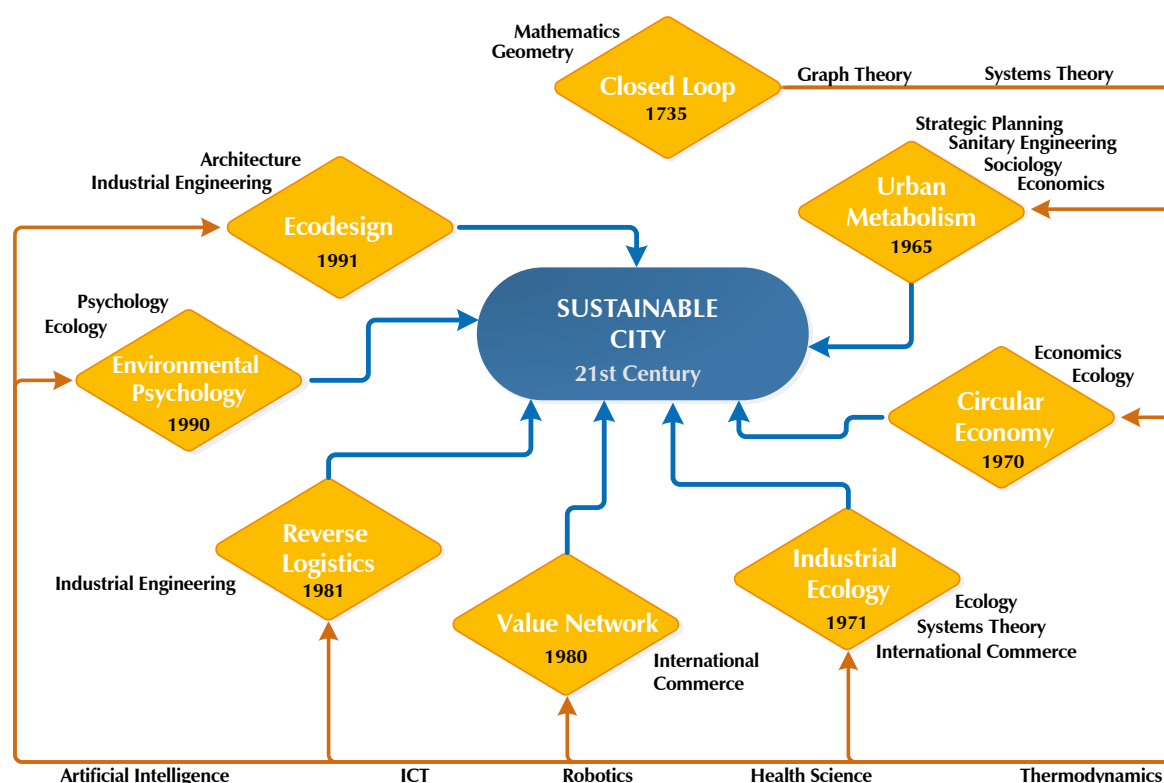 Mathematics
Geometry
Closed Loop
1735
Graph Theory
Systems Theory
Strategic Planning
Sanitary Engineering
Sociology
Economics
Urban
Metabolism
1965
Architecture
Industrial Engineering
Ecodesign
1991
SUSTAINABLE
CITY
21st Century
Psychology
Ecology
Environmental
Psychology
1990
Economics
Ecology
Circular
Economy
1970
Reverse
Logistics
1981
Industrial Engineering
Value Network
1980
International
Commerce
Industrial
Ecology
1971
Ecology
Systems Theory
International Commerce
Artificial Intelligence
ICT
Robotics
Health Science
Thermodynamics